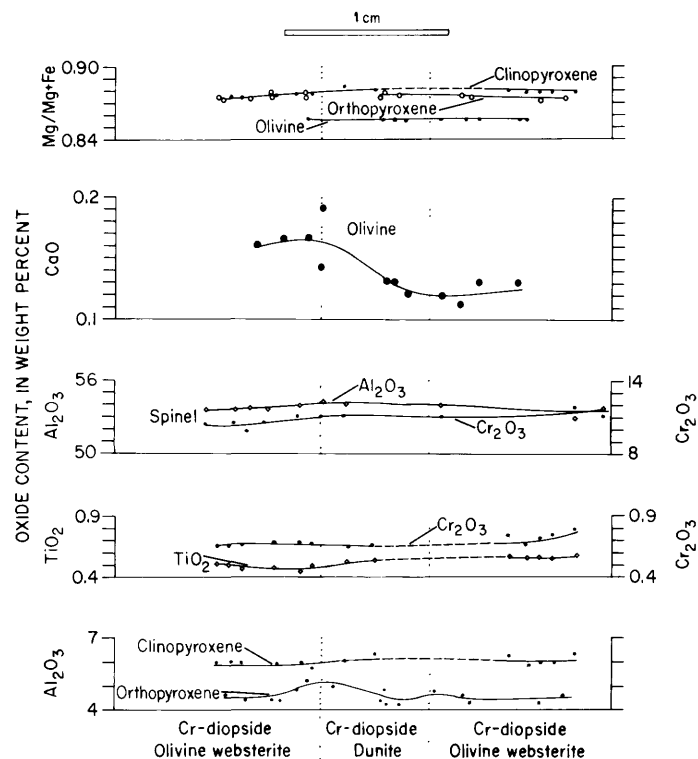 1 cm
0.90
Clinopyroxene
Mg/Mg+Fe
Orthopyroxene
Olivine
0.84
OXIDE CONTENT, IN WEIGHT PERCENT
0.2
Olivine
CaO
0.1
56
14
Al2O3
Spinel
Al2O3
Cr2O3
Cr2O3
50
8
0.9
0.9
Cr2O3
TiO2
TiO2
Cr2O3
0.4
0.4
7
Clinopyroxene
Al2O3
Orthopyroxene
4
Cr-diopside
Olivine websterite
Cr-diopside
Dunite
Cr-diopside
Olivine websterite